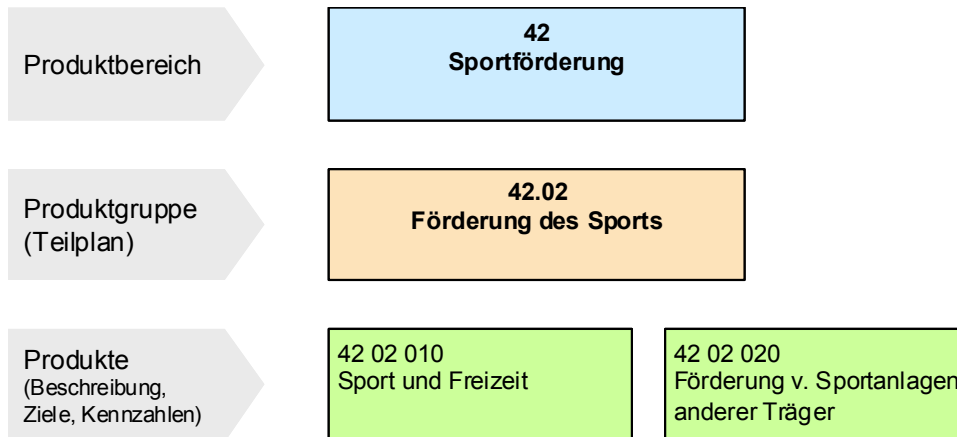 Produktbereich
42
Sportförderung
Produktgruppe
(Teilplan)
42.02
Förderung des Sports
Produkte
(Beschreibung,
Ziele, Kennzahlen)
42 02 010
Sport und Freizeit
42 02 020
Förderung v. Sportanlagen
anderer Träger